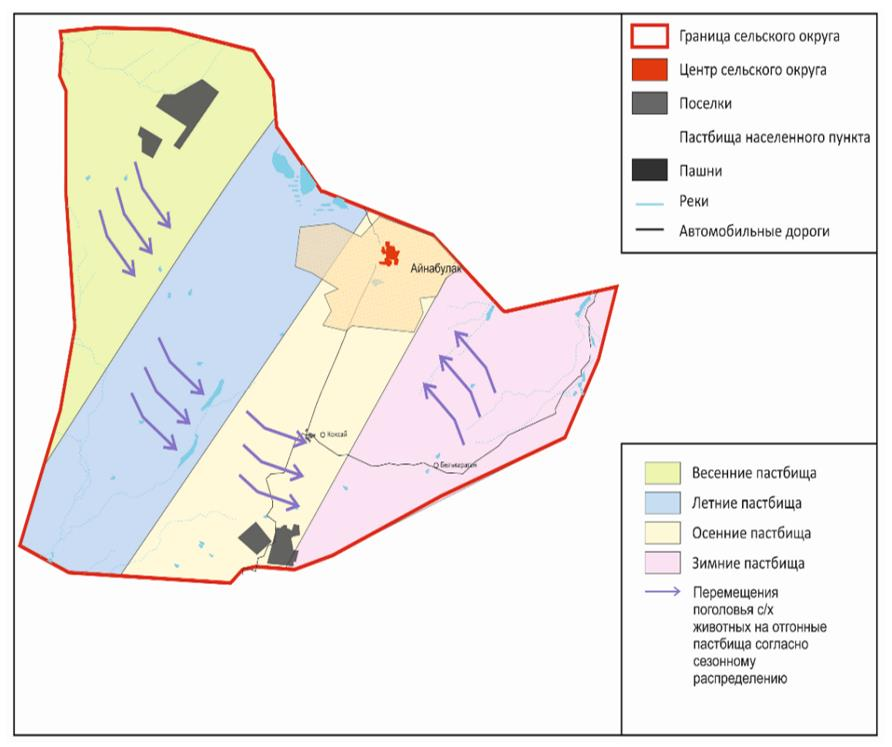 Граница сельского округа
Центр сельского округа
Поселки
Пастбища населенного пункта
Пашни
Реки
Автомобильные дороги
Айнабулак
Коксай
Весенние пастбища
Летние пастбища
Осенние пастбища
Зимние пастбища
Перемещения
поголовья с/х
животных на отгонные
пастбища согласно
сезонному
распределению